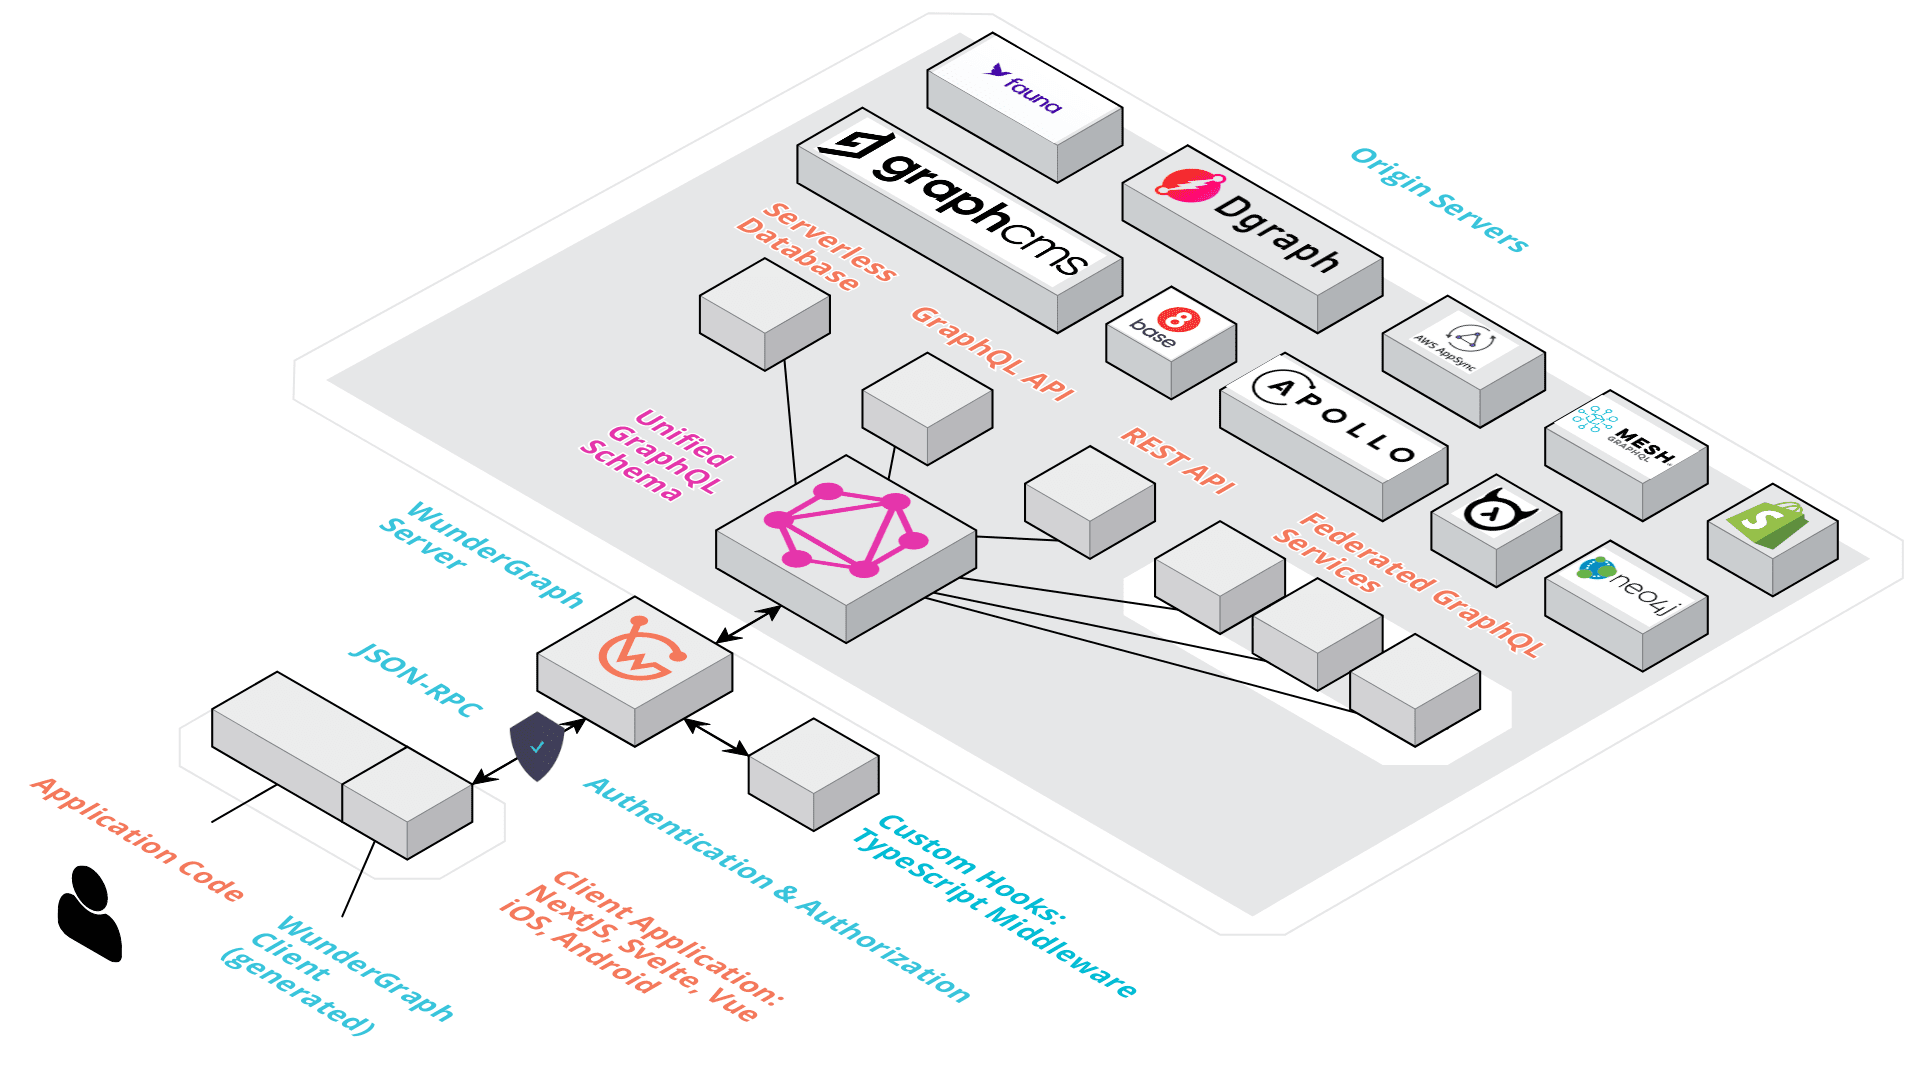 fauna
graphcms
Dgraph
Origin Servers
Serverless
Database
8
base
AWS AppSync
GraphQL API
APOLLO
MESH
GRAPHQL
Unified
GraphQL
Schema
REST API
S
Federated GraphQL
Services
neo4j
WunderGraph
Server
JSON-RPC
Application Code
WunderGraph
Client
(generated)
Client Application:
NextJS, Svelte, Vue
iOS, Android
Authentication & Authorization
Custom Hooks:
TypeScript Middleware